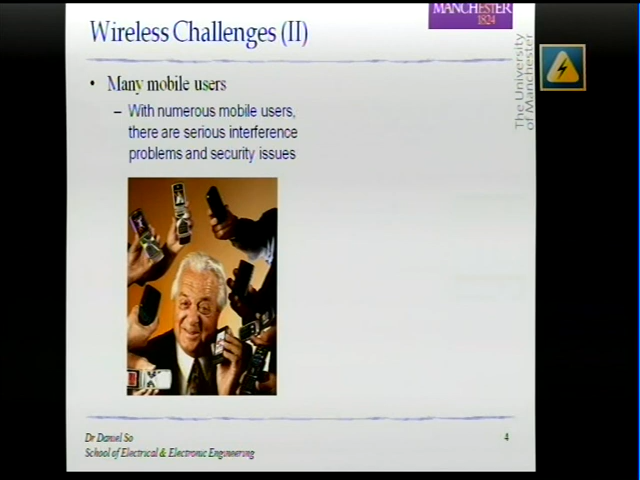 MANCHESTER
1824
Wireless Challenges (II)
The University
of Manchester
• Many mobile users
– With numerous mobile users,
there are serious interference
problems and security issues
Dr Daniel So
4
School of Electrical & Electronic Engineering